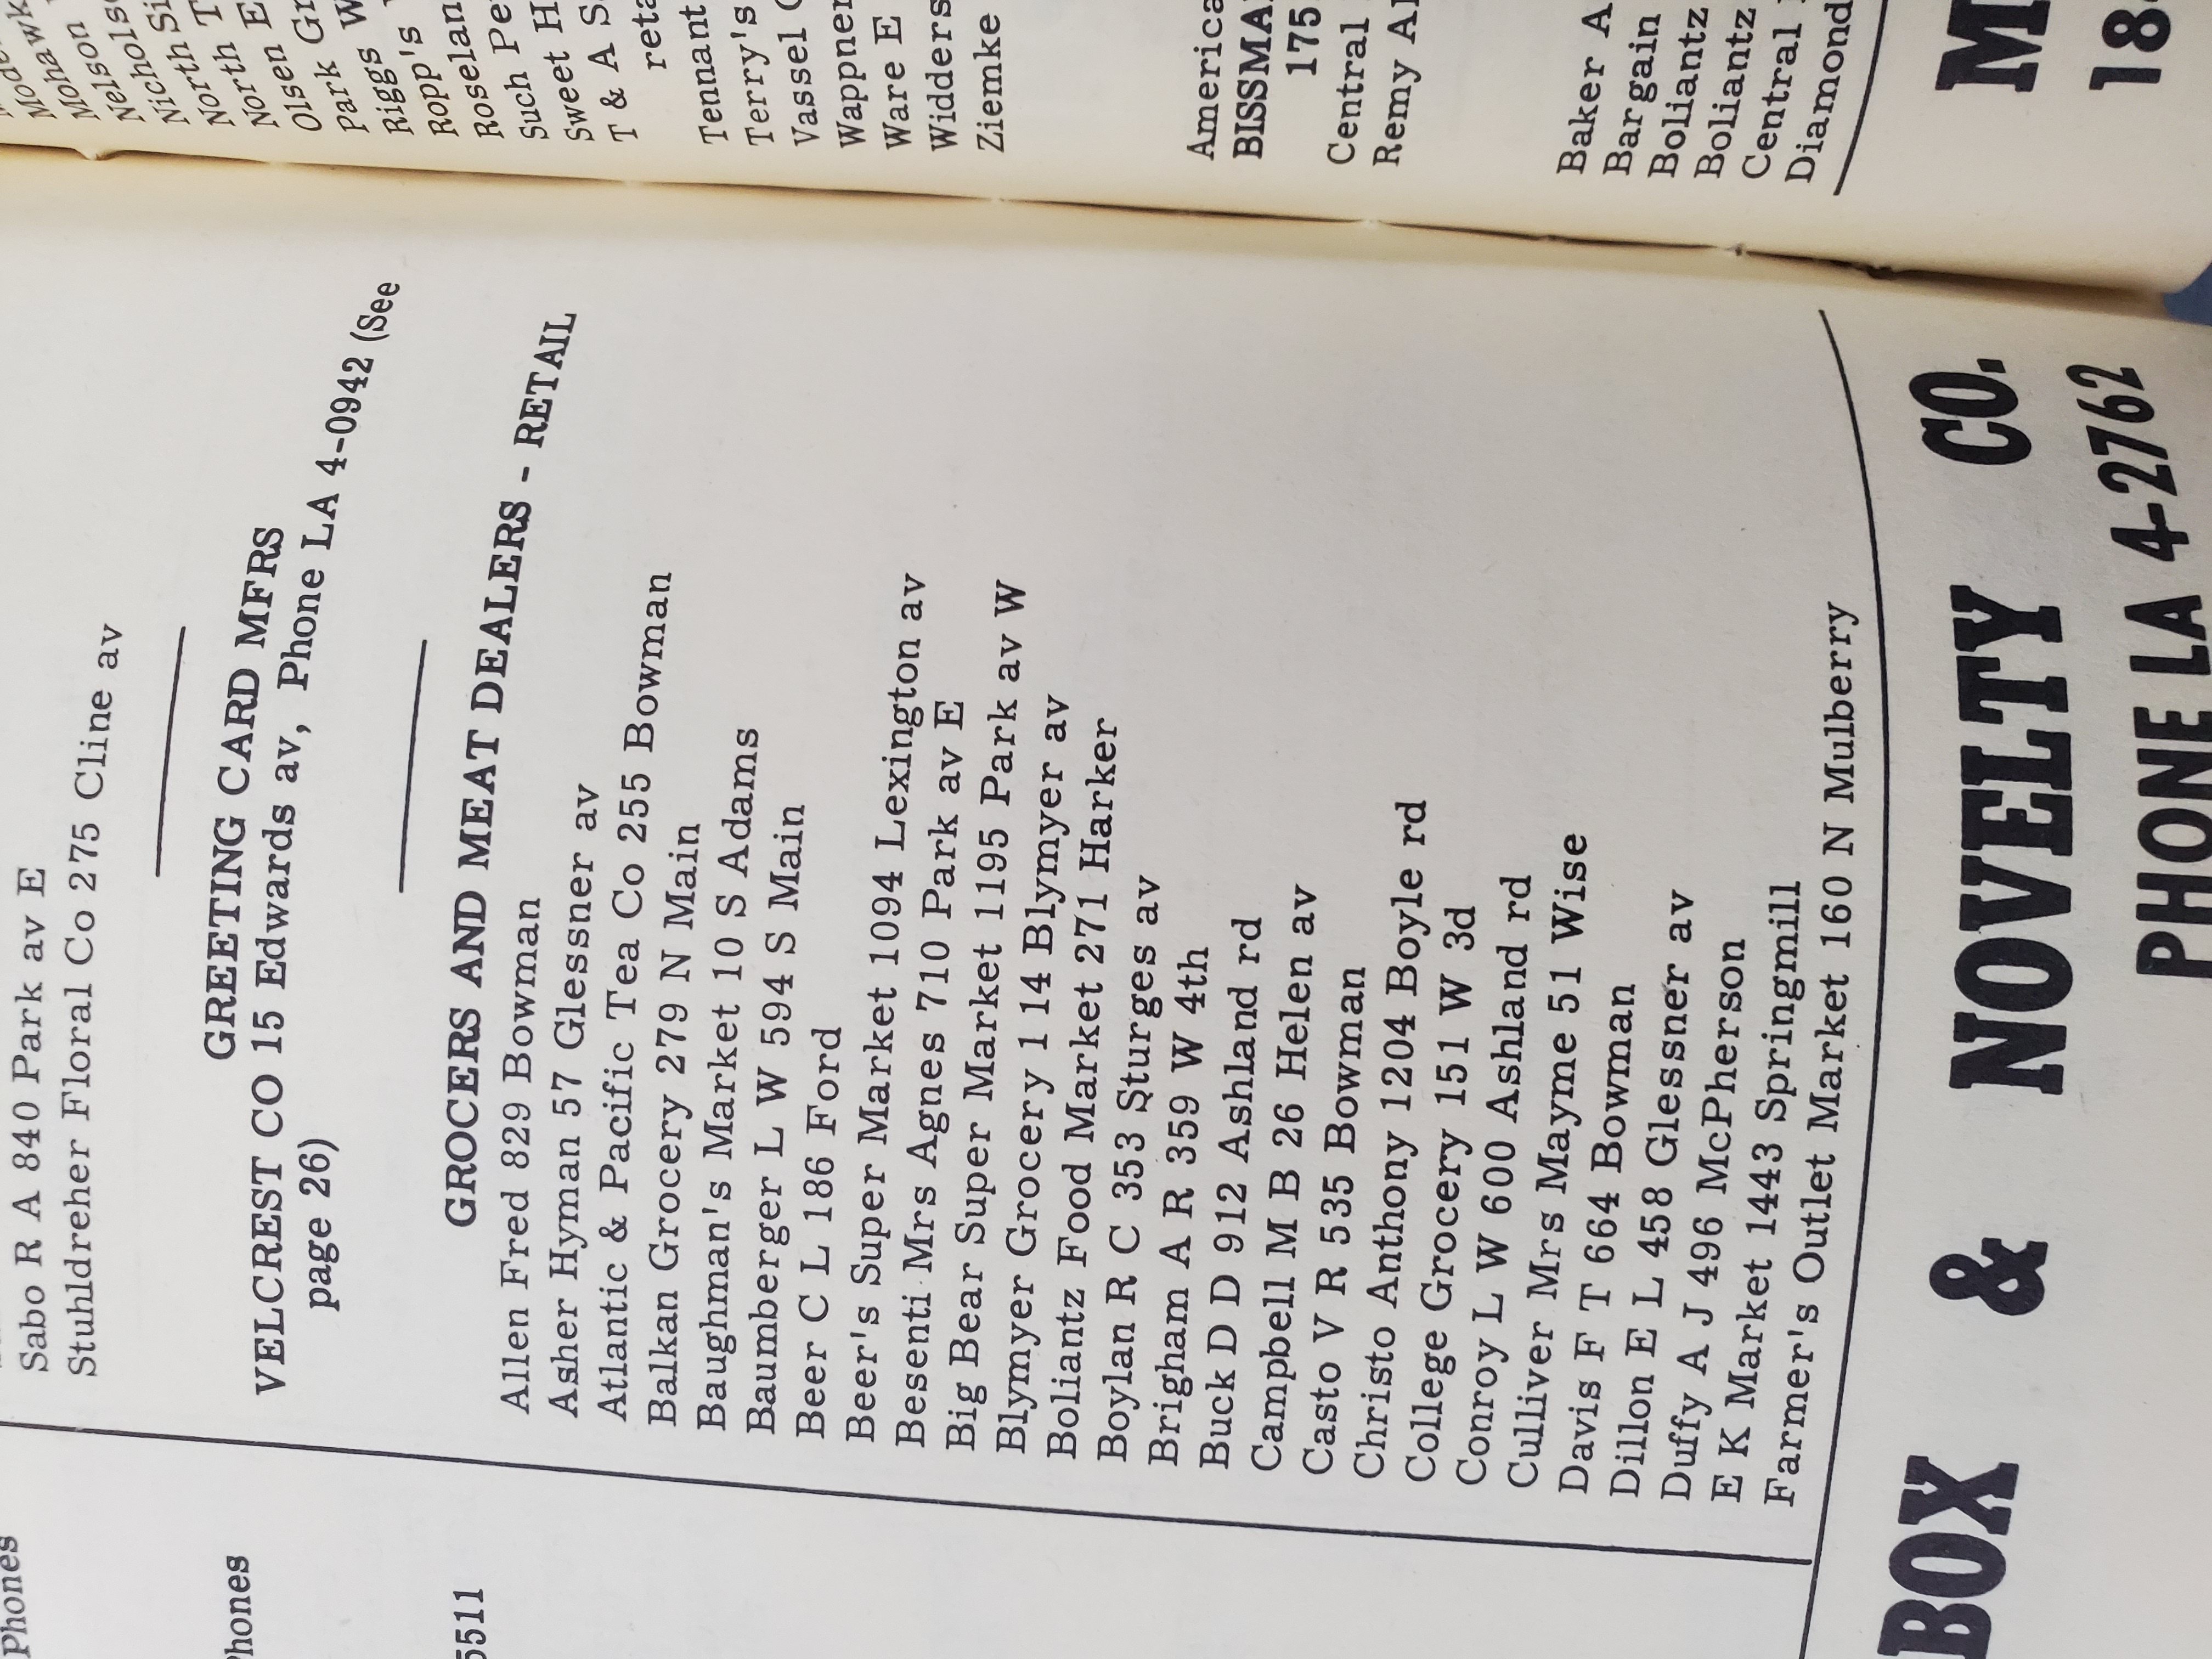 Phones
Phones
5511
Sabo R A 840 Park av E
Stuhldreher Floral Co 275 Cline av
GREETING CARD MFRS
VELCREST CO 15 Edwards av, Phone LA 4-0942 (See
page 26)
GROCERS AND MEAT DEALERS - RETAIL
Allen Fred 829 Bowman
Asher Hyman 57 Glessner av
Atlantic & Pacific Tea Co 255 Bowman
Balkan Grocery 279 N Main
Baughman's Market 10 S Adams
Baumberger L W 594 S Main
Beer C L 186 Ford
Beer's Super Market 1094 Lexington av
Besenti Mrs Agnes 710 Park av E
Big Bear Super Market 1195 Park av W
Blymyer Grocery 114 Blymyer av
Boliantz Food Market 271 Harker
Boylan R C 353 Sturges av
Brigham A R 359 W 4th
Buck D D 912 Ashland rd
Campbell M B 26 Helen av
Casto V R 535 Bowman
Christo Anthony 1204 Boyle rd
College Grocery 151 W 3d
Conroy L W 600 Ashland rd
Culliver Mrs Mayme 51 Wise
Davis F T 664 Bowman
Dillon E L 458 Glessner av
Duffy A J 496 McPherson
E K Market 1443 Springmill
Farmer's Outlet Market 160 N Mulberry
BOX & NOVELTY CO.
PHONE LA 4-2762
Mohawk
Nelson
Nichols
North Si
North T
North E
Olsen Gr
Park W
Riggs W
Ropp's
Roselan
Such Pe
Sweet H
T & A S
reta
Tennant
Terry's
Vassel
Wappner
Ware E
Widders
Ziemke
America
BISSMA
175
Central
Remy A
Baker A
Bargain
Boliantz
Boliantz
Central
Diamond
M
18